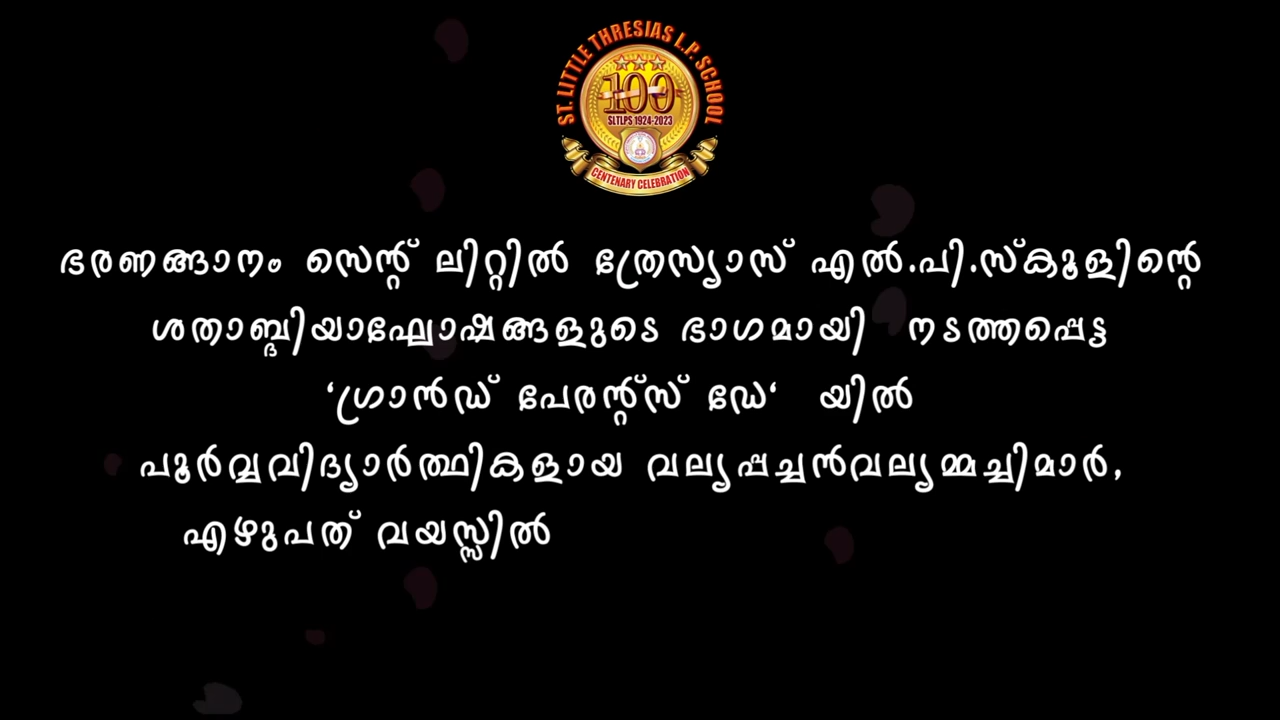 ST. LITTLE THRESIAS L.P. SCHOOL
100
SLTLPS 1924-2023
CENTENARY CELEBRATION
ഭരണങ്ങാനം സെന്റ് ലിറ്റിൽ ത്രേസ്യാസ് എൽ.പി.സ്കൂളിന്റെ
ശതാബ്ദിയാഘോഷങ്ങളുടെ ഭാഗമായി നടത്തപ്പെട്ട
‘ഗ്രാൻഡ് പേരന്റ്സ് ഡേ‘ യിൽ
പൂർവ്വവിദ്യാർത്ഥികളായ വല്യപ്പച്ചൻവല്യമ്മച്ചിമാർ,
എഴുപത് വയസ്സിൽ